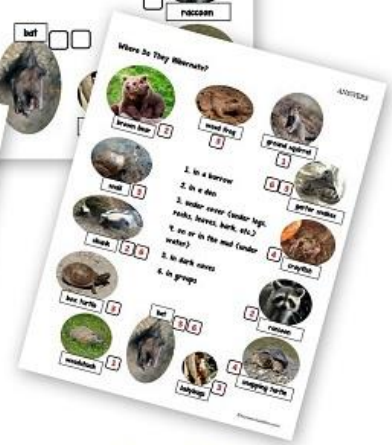 raccoon
bat
Where Do They Hibernate?
ANSWERS
brown bear 2
wood frog
3
ground squirrel
1
snail 3
6 5
garter snakes
skunk 2 6
4
crayfish
box turtle 3
2
raccoon
woodchuck 1
bat
5 6
ladybugs 3
4
snapping turtle
1. in a burrow
2. in a den
3. under cover (under logs,
rocks, leaves, bark, etc.)
4. on or in the mud (under
water)
5. in dark caves
6. in groups